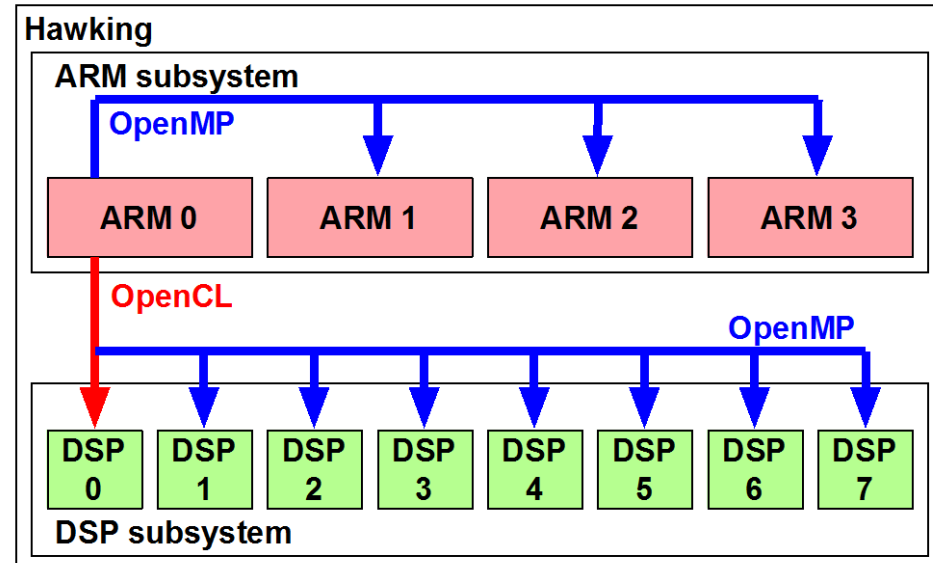 Hawking
ARM subsystem
OpenMP
ARM 0
ARM 1
ARM 2
ARM 3
OpenCL
OpenMP
DSP
0
DSP
1
DSP
2
DSP
3
DSP
4
DSP
5
DSP
6
DSP
7
DSP subsystem